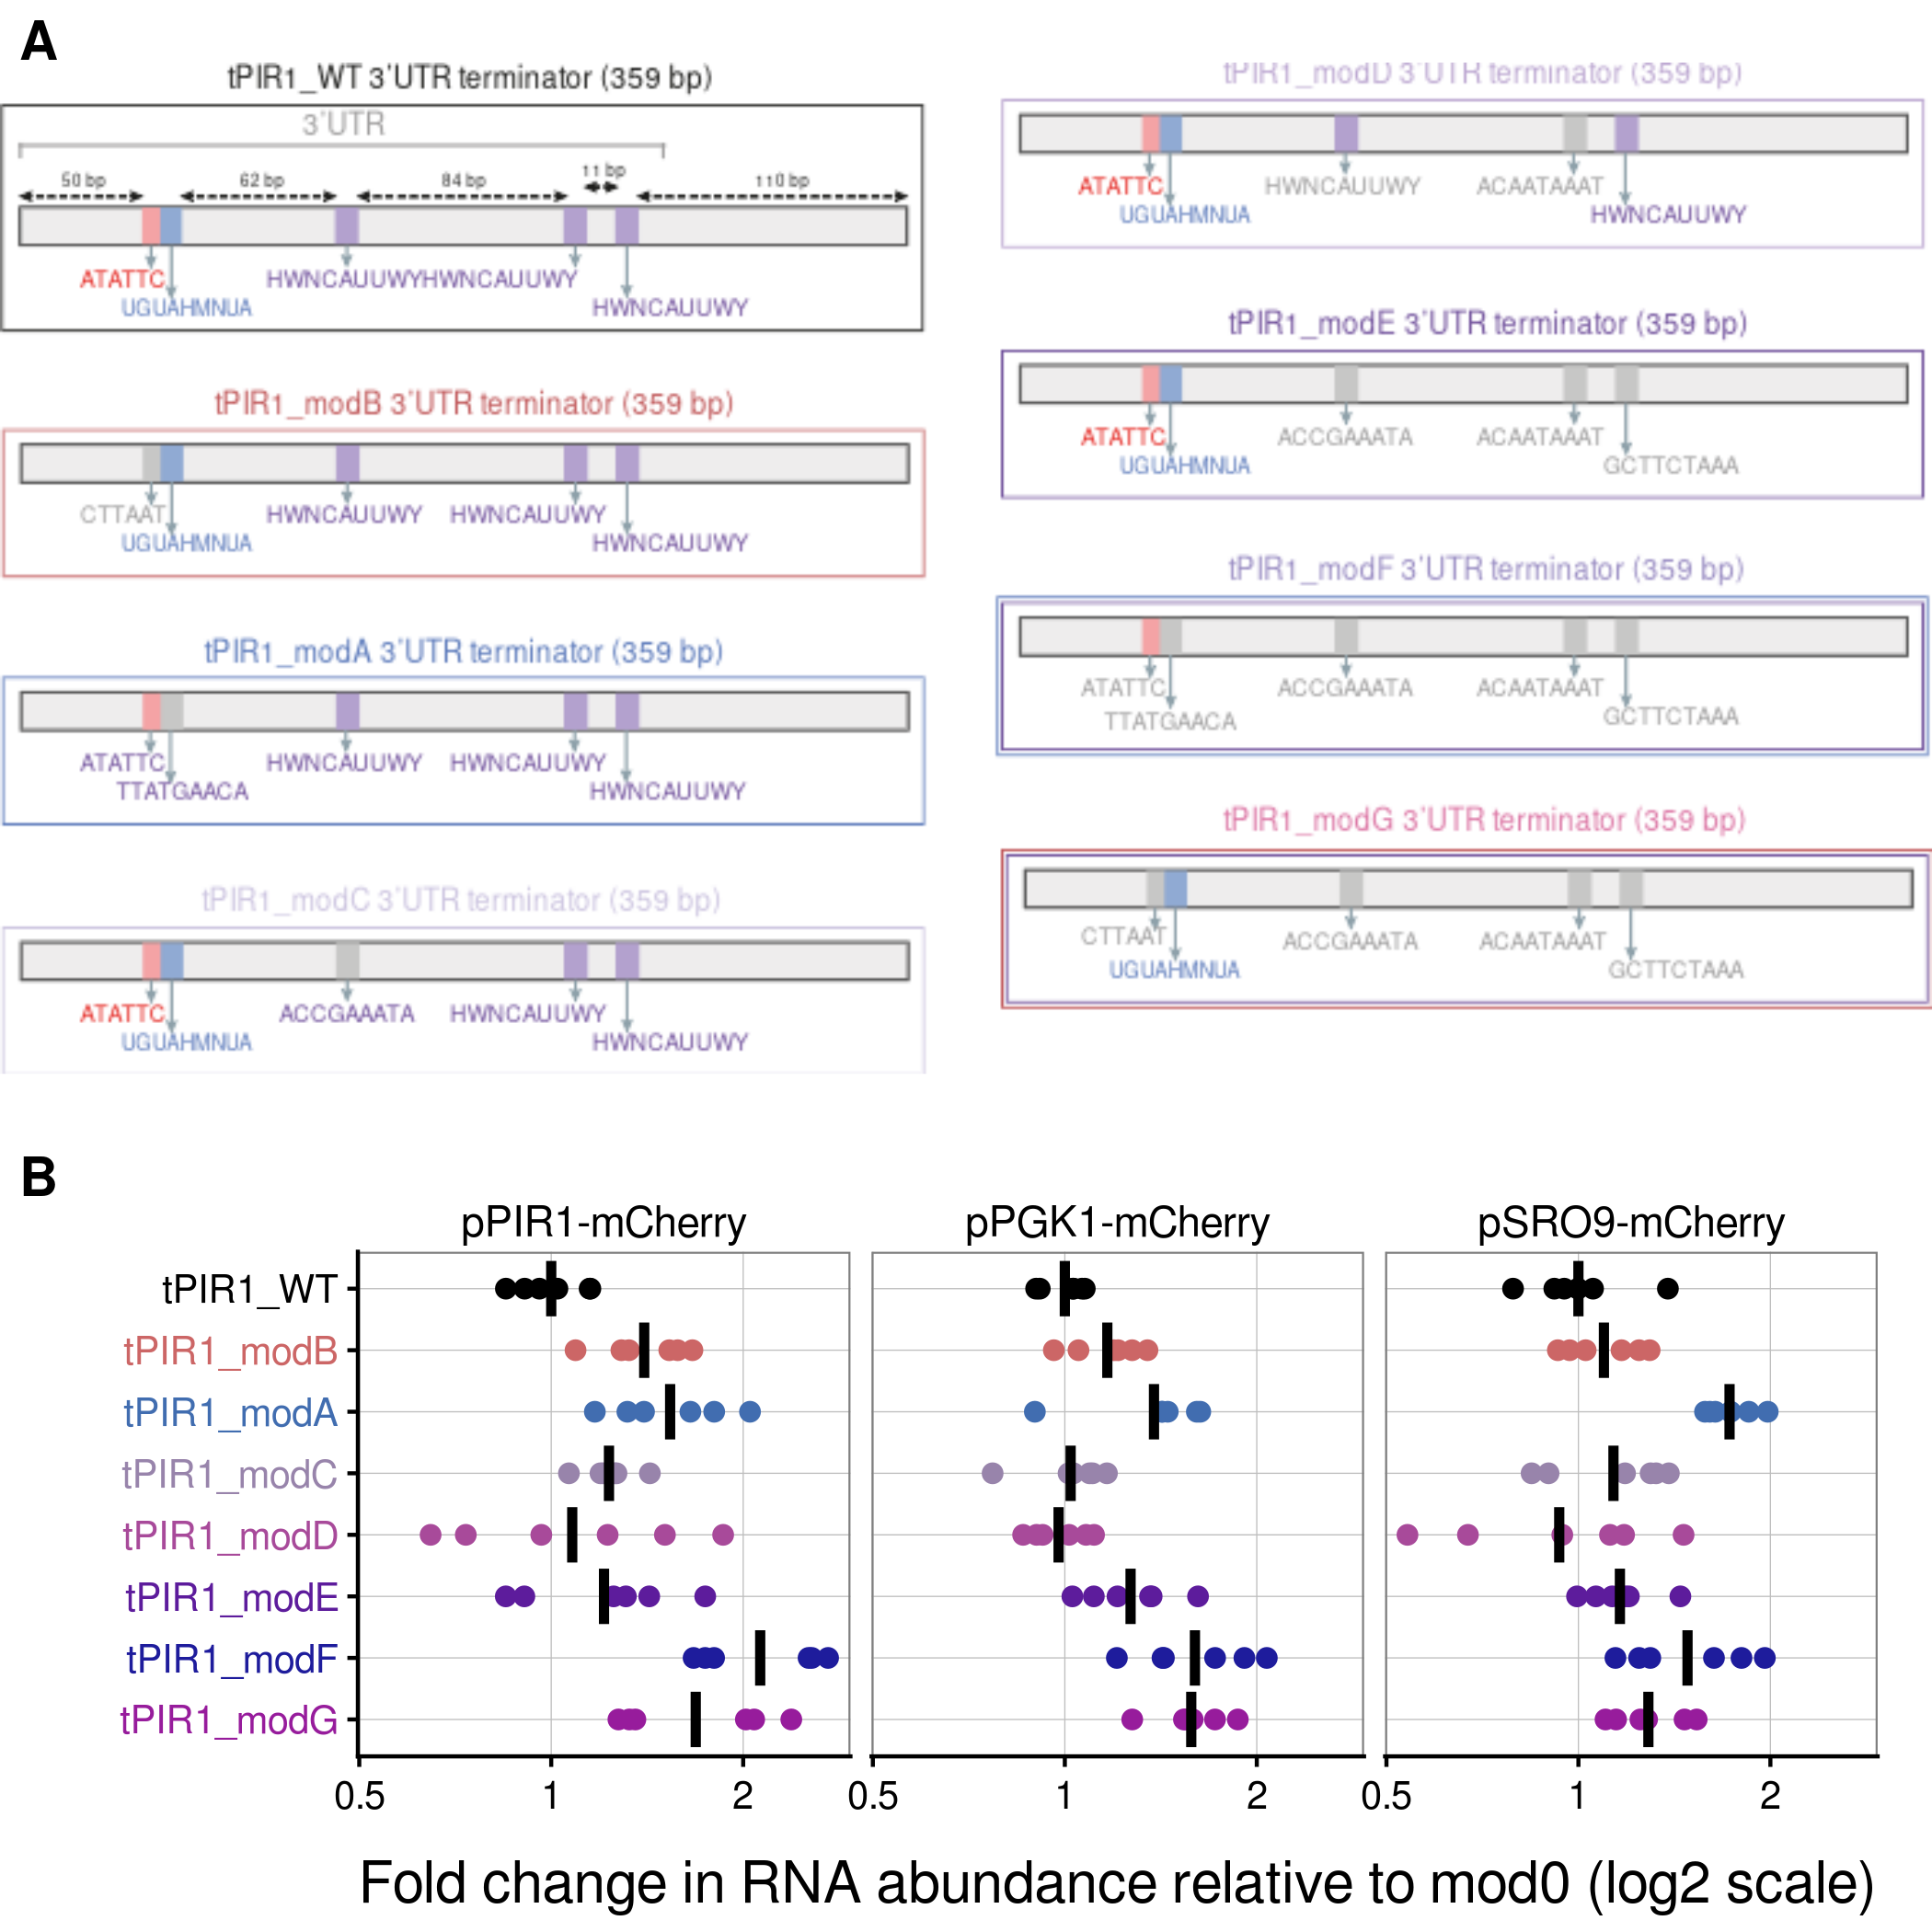 A
tPIR1_WT 3'UTR terminator (359 bp)
3'UTR
50 bp 62 bp 84 bp 11 bp 110 bp
ATATTC HWNCAUUWYHWNCAUUWY
UGUAHMNUA HWNCAUUWY
tPIR1_modB 3'UTR terminator (359 bp)
CTTAAT HWNCAUUWY HWNCAUUWY
UGUAHMNUA HWNCAUUWY
tPIR1_modA 3'UTR terminator (359 bp)
ATATTC HWNCAUUWY HWNCAUUWY
TTATGAACA HWNCAUUWY
tPIR1_modC 3'UTR terminator (359 bp)
ATATTC ACCGAAATA HWNCAUUWY
UGUAHMNUA HWNCAUUWY
tPIR1_modD 3'UTR terminator (359 bp)
ATATTC HWNCAUUWY ACAATAAAT
UGUAHMNUA HWNCAUUWY
tPIR1_modE 3'UTR terminator (359 bp)
ATATTC ACCGAAATA ACAATAAAT
UGUAHMNUA GCTTCTAAA
tPIR1_modF 3'UTR terminator (359 bp)
ATATTC ACCGAAATA ACAATAAAT
TTATGAACA GCTTCTAAA
tPIR1_modG 3'UTR terminator (359 bp)
CTTAAT ACCGAAATA ACAATAAAT
UGUAHMNUA GCTTCTAAA
B
pPIR1-mCherry pPGK1-mCherry pSRO9-mCherry
tPIR1_WT
tPIR1_modB
tPIR1_modA
tPIR1_modC
tPIR1_modD
tPIR1_modE
tPIR1_modF
tPIR1_modG
0.5 1 2 0.5 1 2 0.5 1 2
Fold change in RNA abundance relative to mod0 (log2 scale)